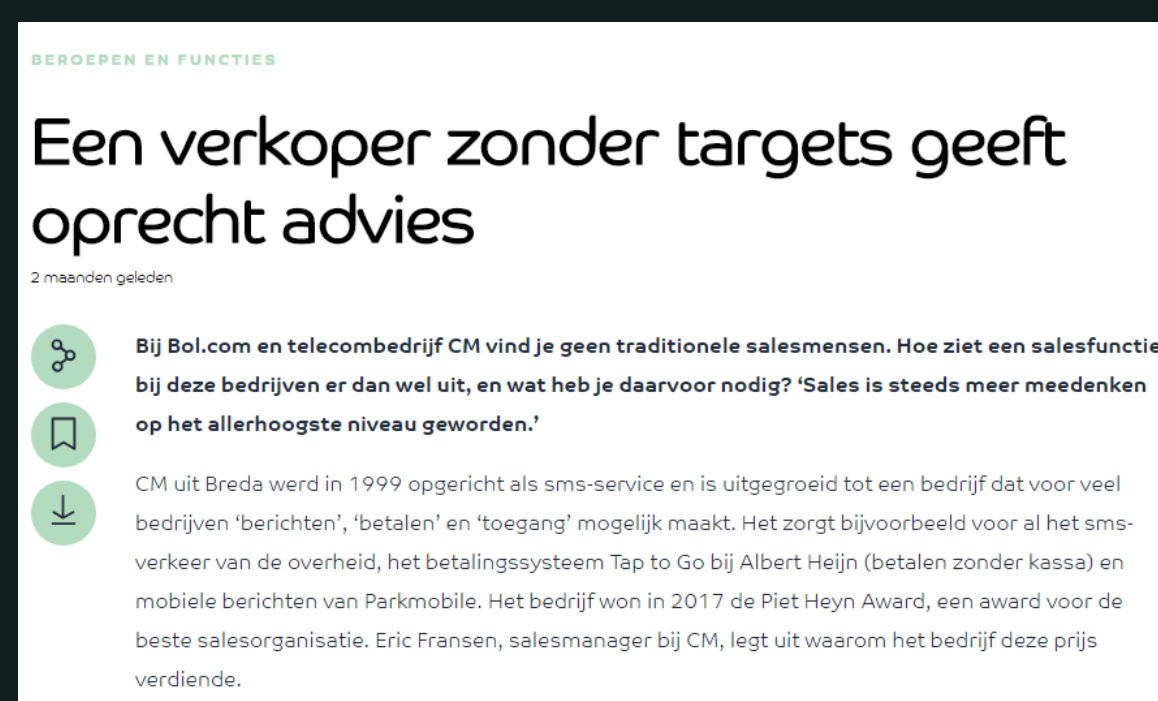 BEROEPEN EN FUNCTIES
Een verkoper zonder targets geeft
oprecht advies
2 maanden geleden
Bij Bol.com en telecombedrijf CM vind je geen traditionele salesmensen. Hoe ziet een salesfunctie
bij deze bedrijven er dan wel uit, en wat heb je daarvoor nodig? ‘Sales is steeds meer meedenken
op het allerhoogste niveau geworden.’
CM uit Breda werd in 1999 opgericht als sms-service en is uitgegroeid tot een bedrijf dat voor veel
bedrijven ‘berichten’, ‘betalen’ en ‘toegang’ mogelijk maakt. Het zorgt bijvoorbeeld voor al het sms-
verkeer van de overheid, het betalingssysteem Tap to Go bij Albert Heijn (betalen zonder kassa) en
mobiele berichten van Parkmobile. Het bedrijf won in 2017 de Piet Heyn Award, een award voor de
beste salesorganisatie. Eric Fransen, salesmanager bij CM, legt uit waarom het bedrijf deze prijs
verdiende.